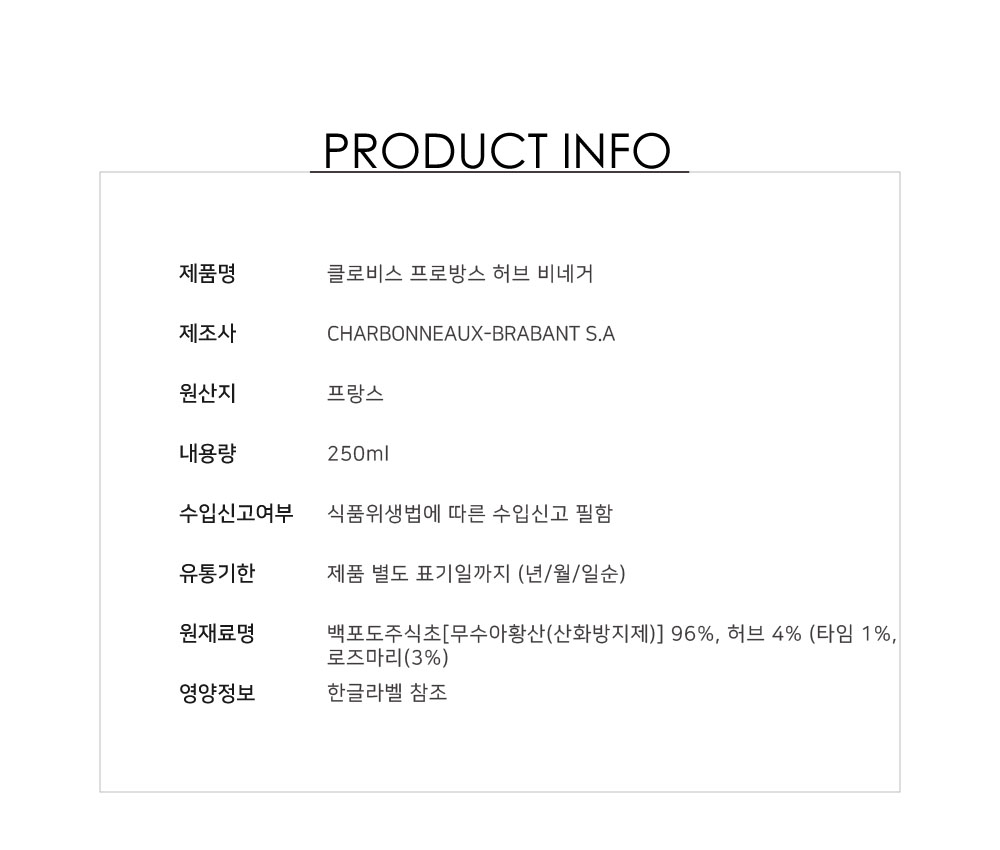 PRODUCT INFO
제품명 클로비스 프로방스 허브 비네거
제조사 CHARBONNEAUX-BRABANT S.A
원산지 프랑스
내용량 250ml
수입신고여부 식품위생법에 따른 수입신고 필함
유통기한 제품 별도 표기일까지 (년/월/일순)
원재료명 백포도주식초[무수아황산(산화방지제)] 96%, 허브 4% (타임 1%,
로즈마리(3%)
영양정보 한글라벨 참조